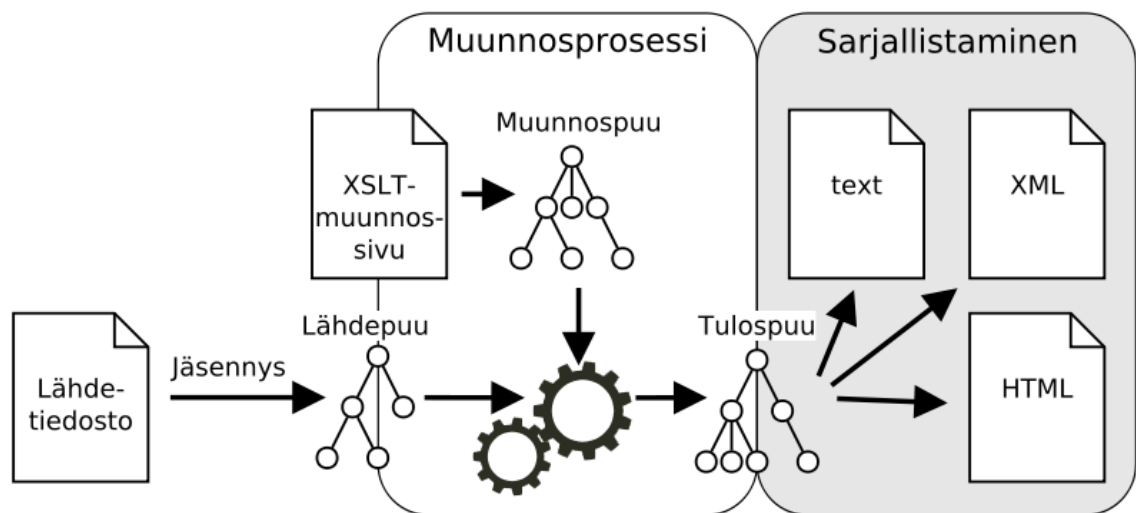 Muunnosprosessi
Sarjallistaminen
Muunnospuu
XSLT-
muunnos-
sivu
text
XML
Lähdepuu
Tulospuu
Jäsennys
Lähde-
tiedosto
HTML